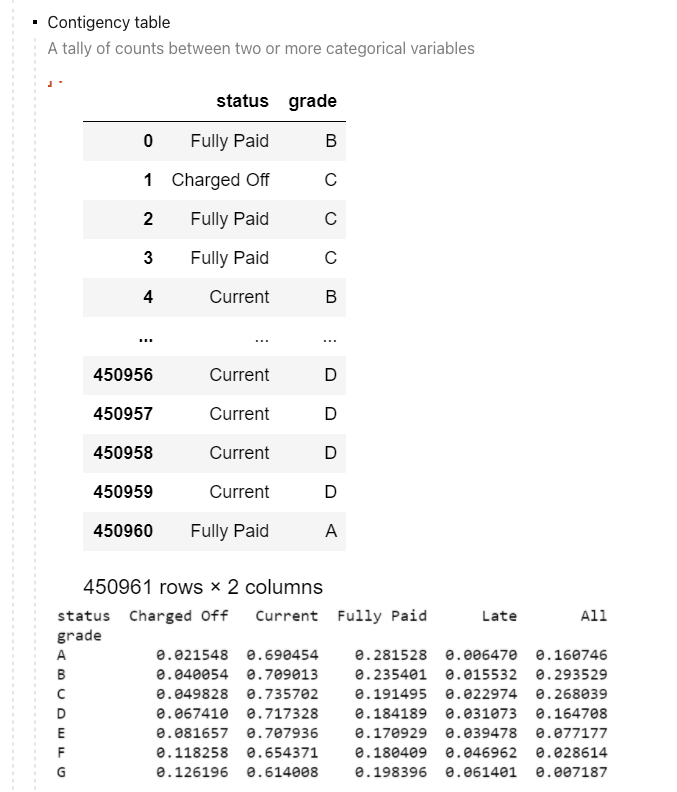 Contigency table
A tally of counts between two or more categorical variables
status grade
0 Fully Paid B
1 Charged Off C
2 Fully Paid C
3 Fully Paid C
4 Current B
... ... ...
450956 Current D
450957 Current D
450958 Current D
450959 Current D
450960 Fully Paid A
450961 rows × 2 columns
status Charged Off Current Fully Paid Late All
grade
A 0.021548 0.690454 0.281528 0.006470 0.160746
B 0.040054 0.709013 0.235401 0.015532 0.293529
C 0.049828 0.735702 0.191495 0.022974 0.268039
D 0.067410 0.717328 0.184189 0.031073 0.164708
E 0.081657 0.707936 0.170929 0.039478 0.077177
F 0.118258 0.654371 0.180409 0.046962 0.028614
G 0.126196 0.614008 0.198396 0.061401 0.007187